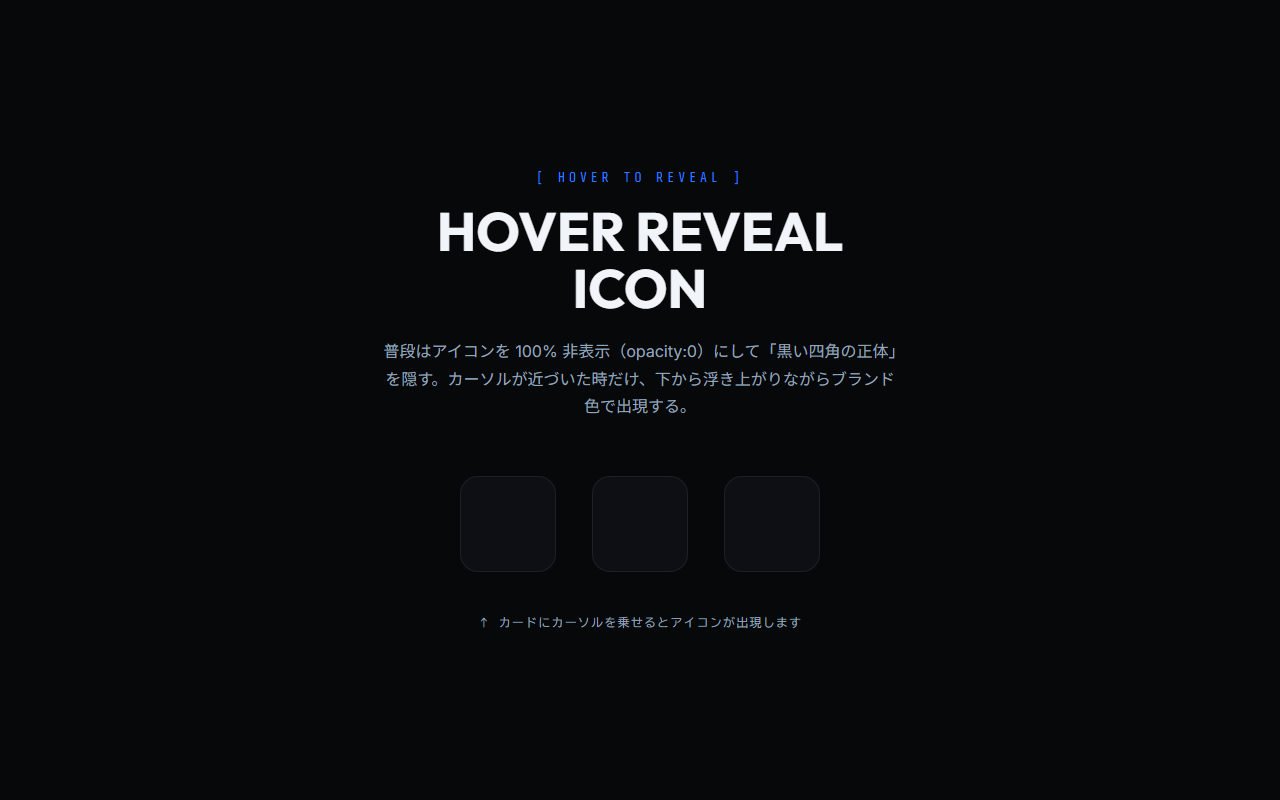 [ HOVER TO REVEAL ]
HOVER REVEAL
ICON
普段はアイコンを 100% 非表示（opacity:0）にして「黒い四角の正体」
を隠す。カーソルが近づいた時だけ、下から浮き上がりながらブランド
色で出現する。
↑ カードにカーソルを乗せるとアイコンが出現します